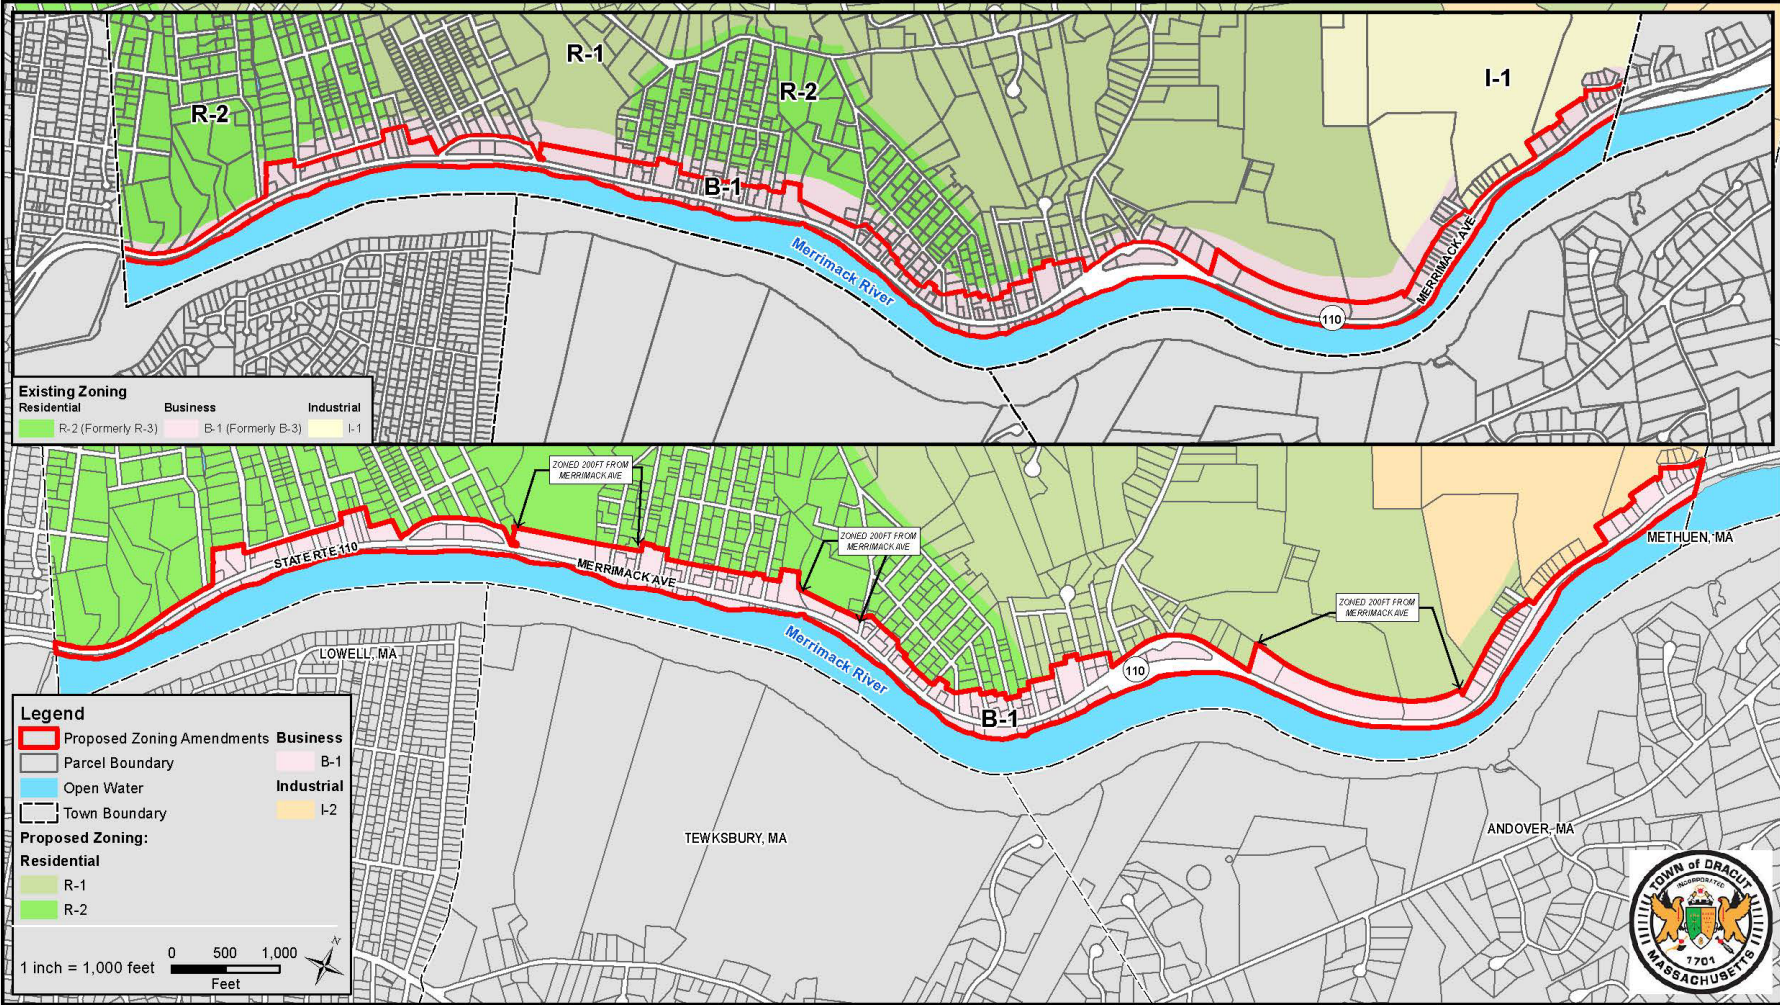 R-1
R-2
R-2
I-1
B-1
Merrimack River
MERRIMACK AVE
110
Existing Zoning
Residential Business Industrial
R-2 (Formerly R-3) B-1 (Formerly B-3) I-1
ZONED 200FT FROM
MERRIMACK AVE
ZONED 200FT FROM
MERRIMACK AVE
ZONED 200FT FROM
MERRIMACK AVE
STATE RTE 110
MERRIMACK AVE
METHUEN, MA
LOWELL, MA
Merrimack River
110
B-1
TEWKSBURY, MA
ANDOVER, MA
Legend
Proposed Zoning Amendments
Parcel Boundary
Open Water
Town Boundary
Proposed Zoning:
Residential
R-1
R-2
Business
B-1
Industrial
I-2
1 inch = 1,000 feet
0 500 1,000
Feet
N
TOWN of DRACUT
INCORPORATED
1701
MASSACHUSETTS